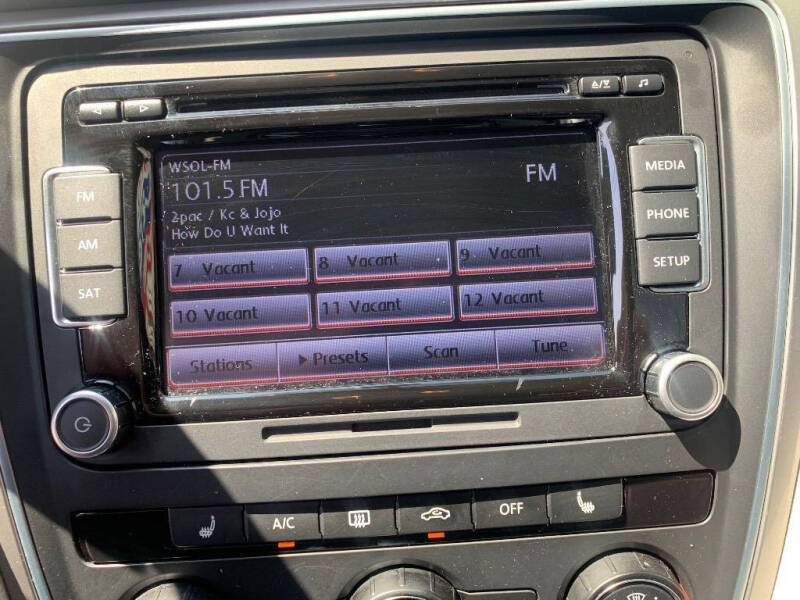 WSOL-FM
101.5 FM
FM
2pac / Kc & Jojo
How Do U Want It
7 Vacant
8 Vacant
9 Vacant
10 Vacant
11 Vacant
12 Vacant
Stations
Presets
Scan
Tune
FM
AM
SAT
MEDIA
PHONE
SETUP
A/C
OFF